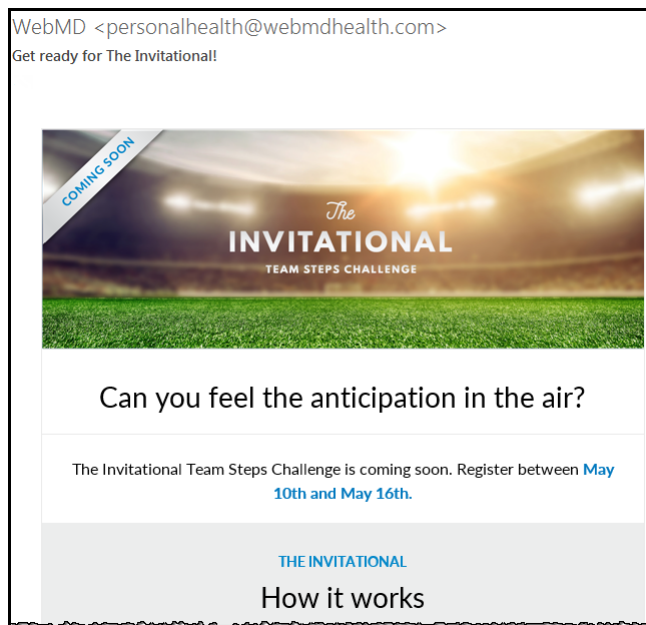 WebMD <personalhealth@webmdhealth.com>
Get ready for The Invitational!
COMING SOON
The
INVITATIONAL
TEAM STEPS CHALLENGE
Can you feel the anticipation in the air?
The Invitational Team Steps Challenge is coming soon. Register between May
10th and May 16th.
THE INVITATIONAL
How it works